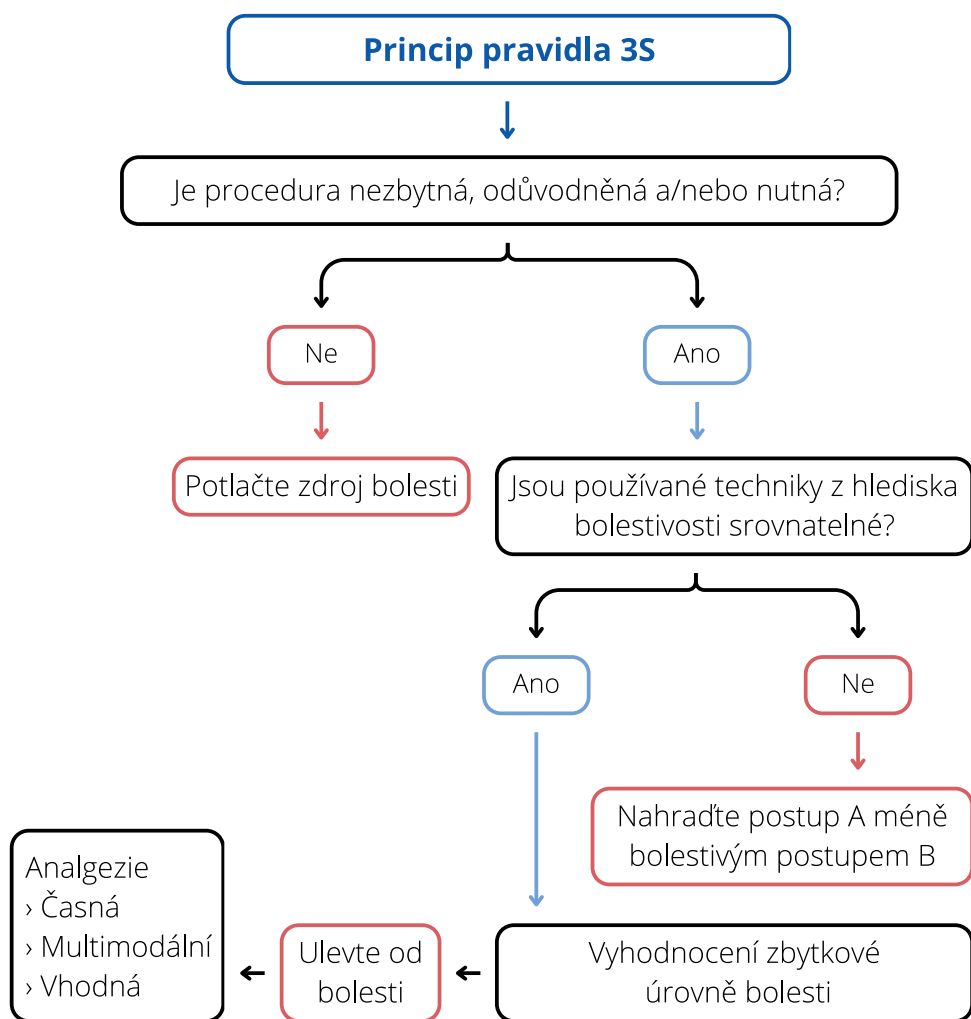 Princip pravidla 3S
Je procedura nezbytná, odůvodněná a/nebo nutná?
Ne
Ano
Potlačte zdroj bolesti
Jsou používané techniky z hlediska
bolestivosti srovnatelné?
Ano
Ne
Nahraďte postup A méně
bolestivým postupem B
Analgezie
› Časná
› Multimodální
› Vhodná
Ulevte od
bolesti
Vyhodnocení zbytkové
úrovně bolesti